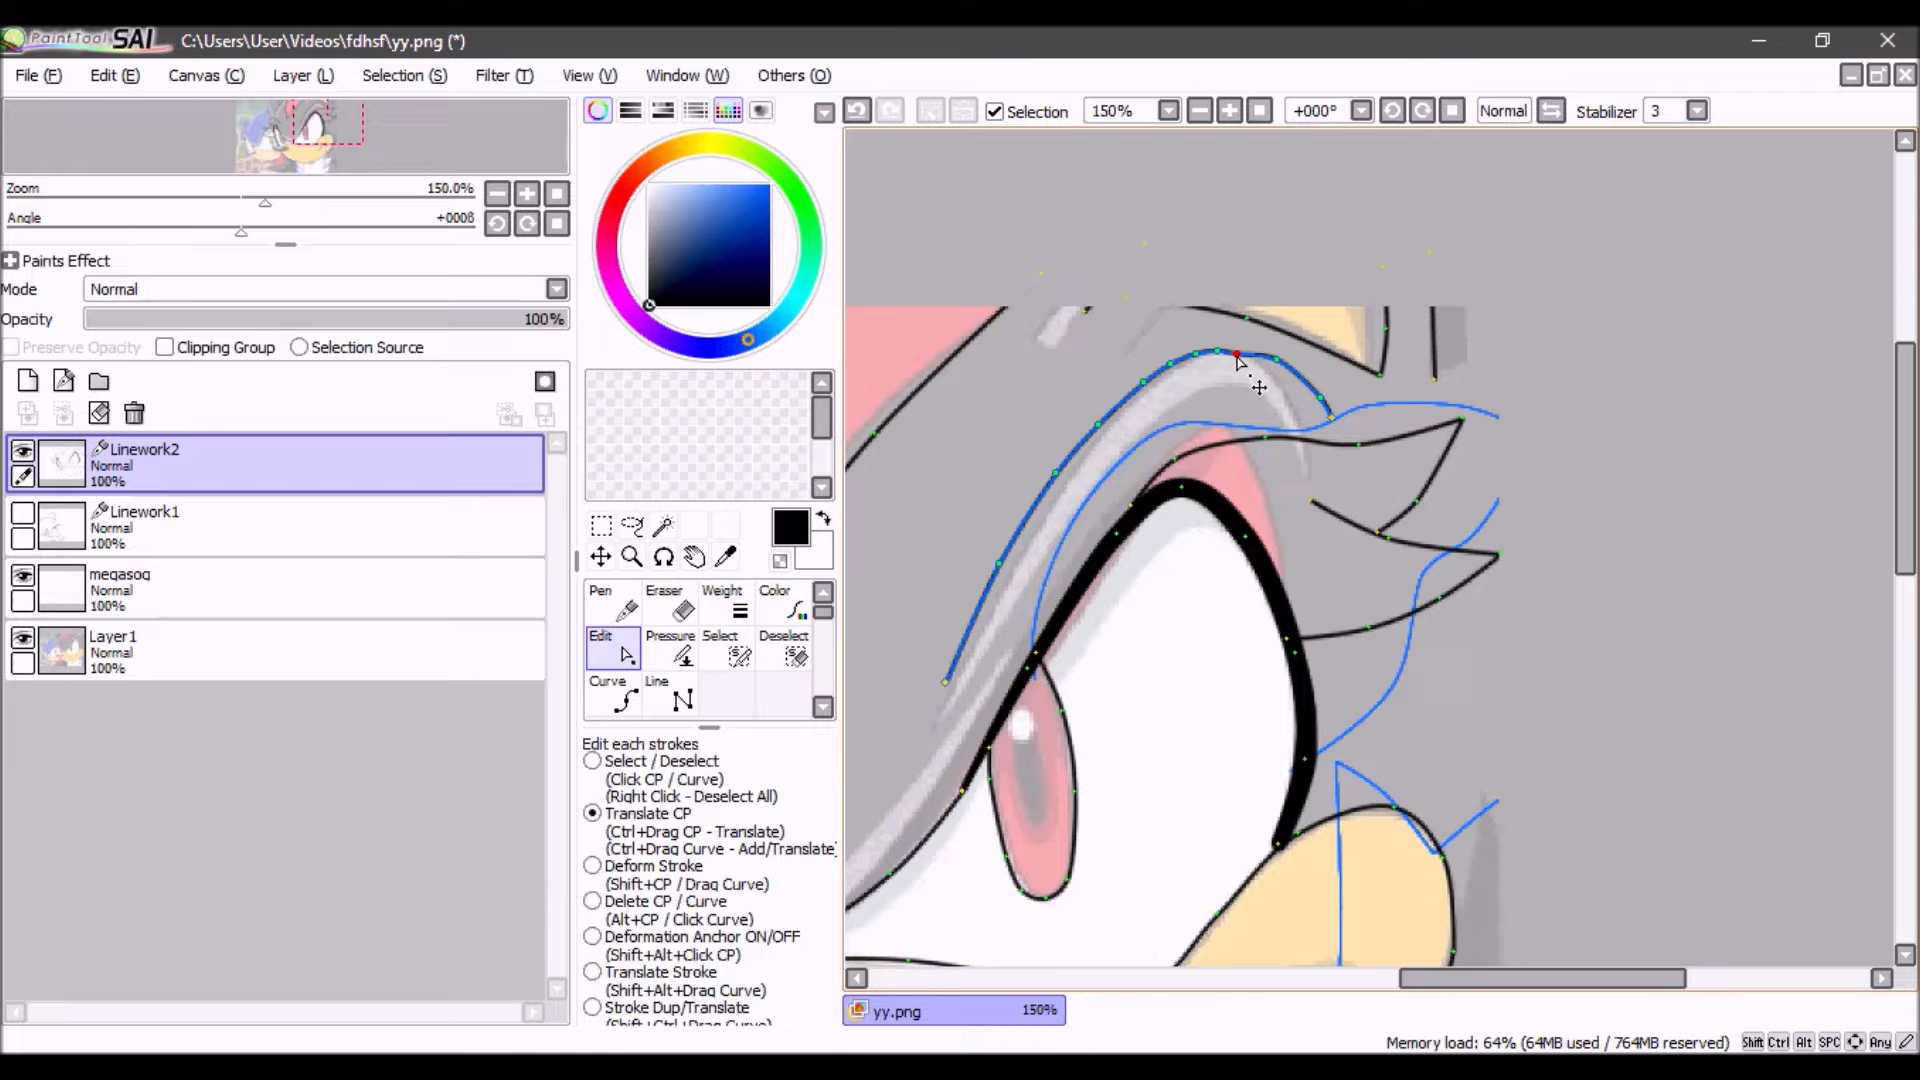 PaintTool SAI C:\Users\User\Videos\fdhsf\yy.png (*)
File (F) Edit (E) Canvas (C) Layer (L) Selection (S) Filter (T) View (V) Window (W) Others (O)
Selection 150% +000° Normal Stabilizer 3
Zoom 150.0%
Angle +000ß
Paints Effect
Mode Normal
Opacity 100%
Preserve Opacity Clipping Group Selection Source
Linework2
Normal
100%
Linework1
Normal
100%
megasog
Normal
100%
Layer1
Normal
100%
Pen Eraser Weight Color
Edit Pressure Select Deselect
Curve Line
Edit each strokes
Select / Deselect
(Click CP / Curve)
(Right Click - Deselect All)
Translate CP
(Ctrl+Drag CP - Translate)
(Ctrl+Drag Curve - Add/Translate
Deform Stroke
(Shift+CP / Drag Curve)
Delete CP / Curve
(Alt+CP / Click Curve)
Deformation Anchor ON/OFF
(Shift+Alt+Click CP)
Translate Stroke
(Shift+Alt+Drag Curve)
Stroke Dup/Translate
(Shift+Ctrl+Drag Curve)
yy.png 150%
Memory load: 64% (64MB used / 764MB reserved) Shift Ctrl Alt SPC Any